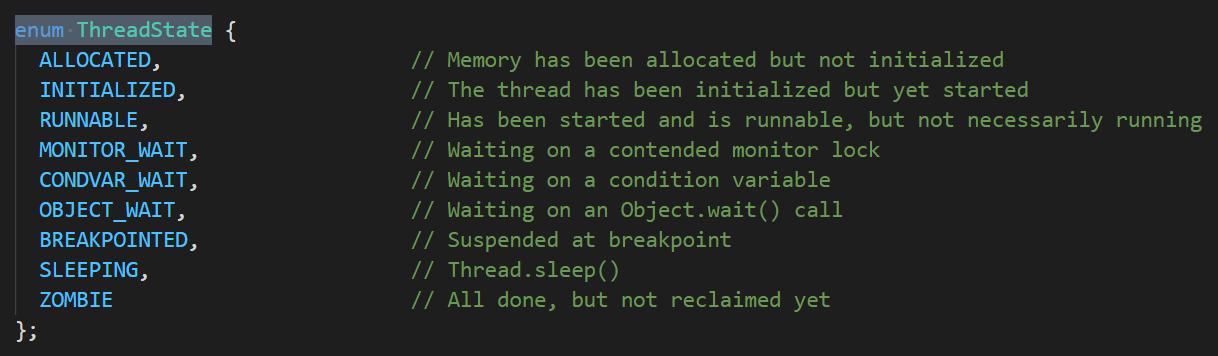 enum ThreadState {
ALLOCATED, // Memory has been allocated but not initialized
INITIALIZED, // The thread has been initialized but yet started
RUNNABLE, // Has been started and is runnable, but not necessarily running
MONITOR_WAIT, // Waiting on a contended monitor lock
CONDVAR_WAIT, // Waiting on a condition variable
OBJECT_WAIT, // Waiting on an Object.wait() call
BREAKPOINTED, // Suspended at breakpoint
SLEEPING, // Thread.sleep()
ZOMBIE // All done, but not reclaimed yet
};